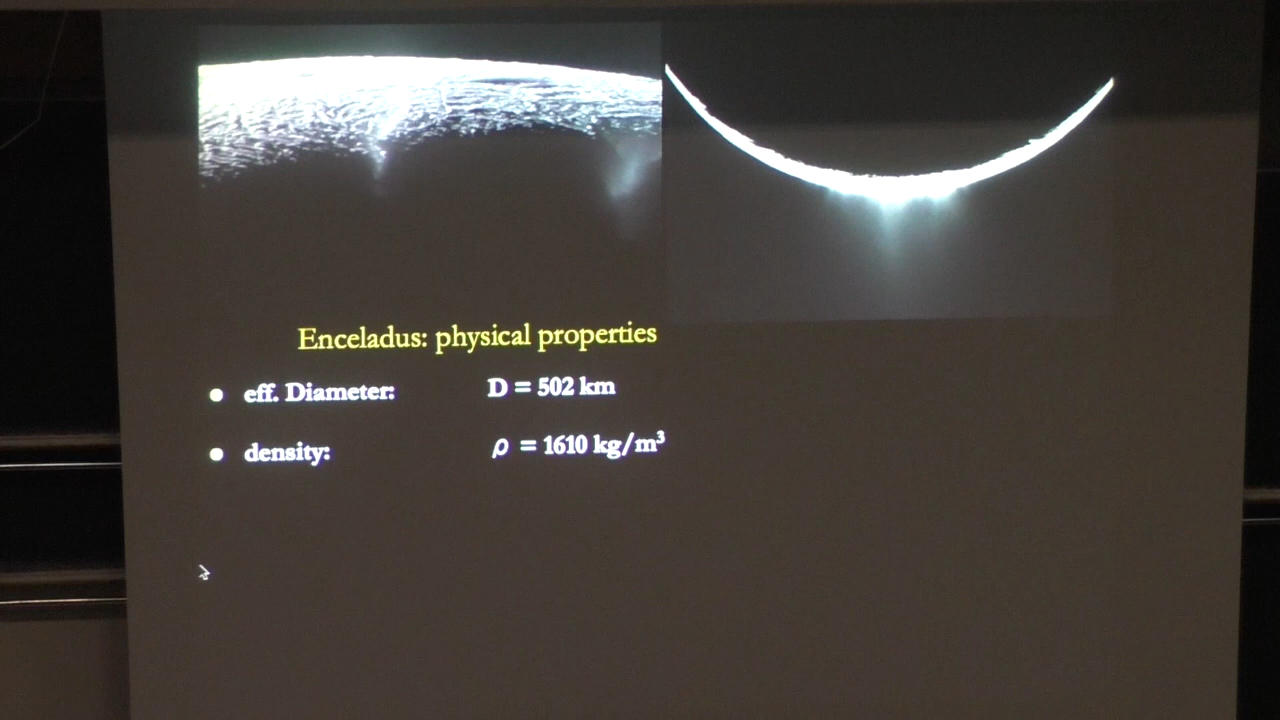 Enceladus: physical properties
● eff. Diameter: D = 502 km
● density: ρ = 1610 kg/m³